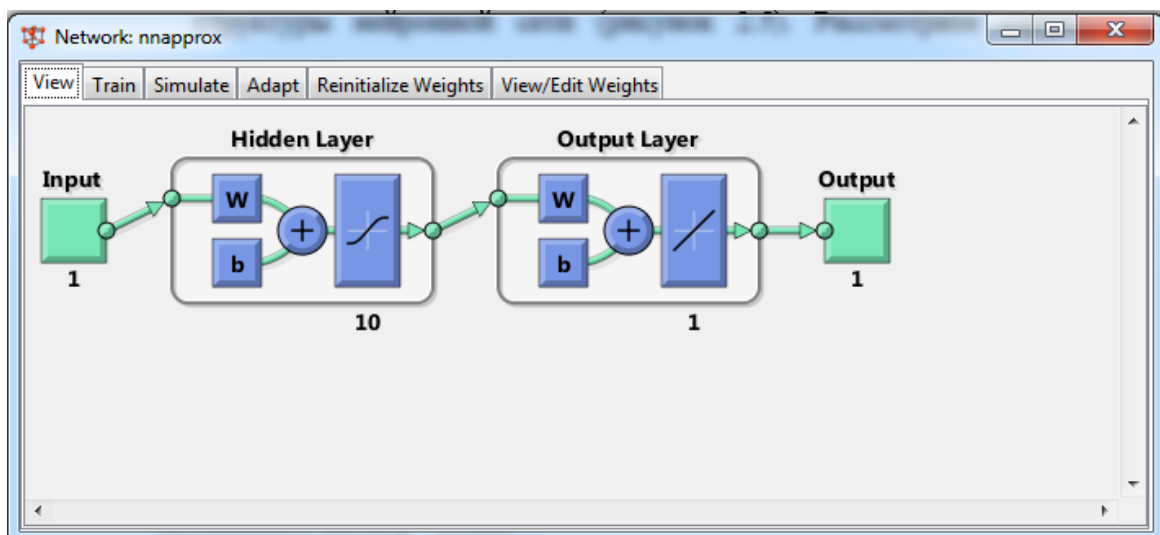 Network: nnapprox
View Train Simulate Adapt Reinitialize Weights View/Edit Weights
Hidden Layer Output Layer
Input Output
W W
b b
1 1
10 1